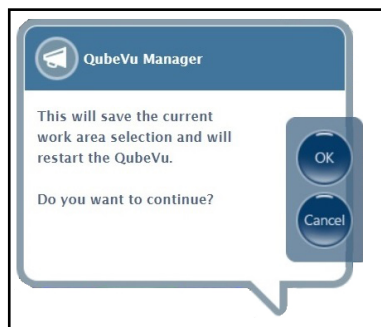 QubeVu Manager
This will save the current
work area selection and will
restart the QubeVu.
Do you want to continue?
OK
Cancel